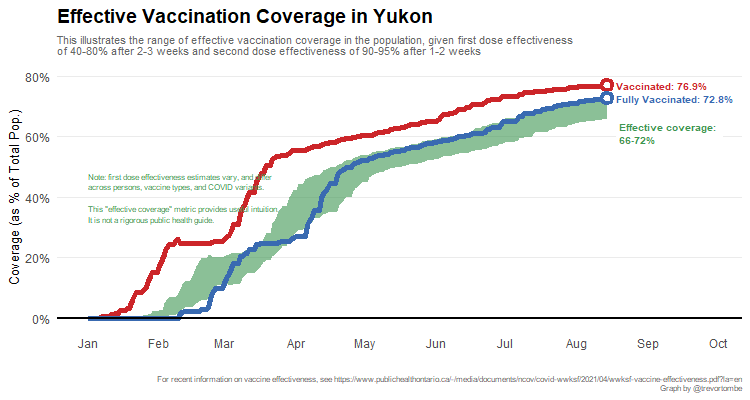 Effective Vaccination Coverage in Yukon
This illustrates the range of effective vaccination coverage in the population, given first dose effectiveness
of 40-80% after 2-3 weeks and second dose effectiveness of 90-95% after 1-2 weeks
Coverage (as % of Total Pop.)
80%
60%
40%
20%
0%
Vaccinated: 76.9%
Fully Vaccinated: 72.8%
Effective coverage:
66-72%
Note: first dose effectiveness estimates vary, and differ
across persons, vaccine types, and COVID variants.
This "effective coverage" metric provides useful intuition.
It is not a rigorous public health guide.
Jan Feb Mar Apr May Jun Jul Aug Sep Oct
For recent information on vaccine effectiveness, see https://www.publichealthontario.ca/-/media/documents/ncov/covid-wwksf/2021/04/wwksf-vaccine-effectiveness.pdf?la=en
Graph by @trevortombe